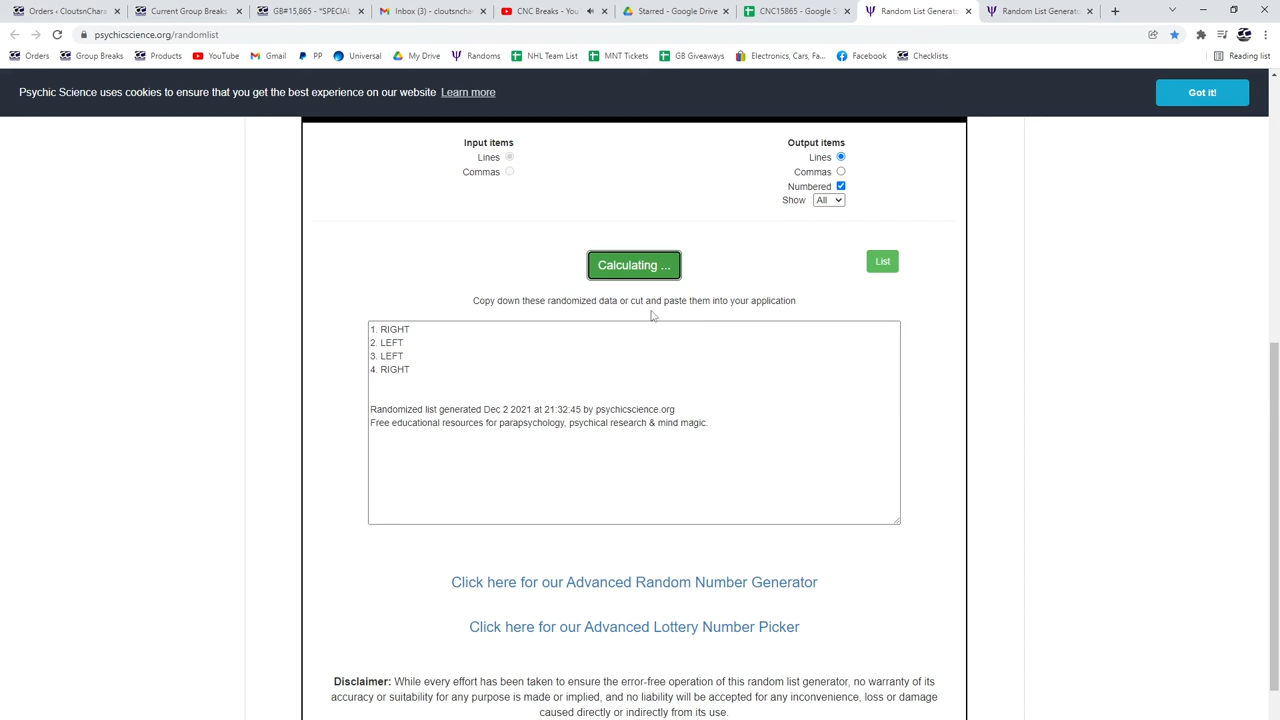 Orders ‹ CloutsnChara
Current Group Breaks
GB#15,865 - *SPECIAL
Inbox (3) - cloutsnchar
CNC Breaks - You
Starred - Google Drive
CNC15865 - Google S
Random List Generato
Random List Generato
psychicscience.org/randomlist
Orders
Group Breaks
Products
YouTube
Gmail
PP
Universal
My Drive
Randoms
NHL Team List
MNT Tickets
GB Giveaways
Electronics, Cars, Fa...
Facebook
Checklists
Reading list
Psychic Science uses cookies to ensure that you get the best experience on our website Learn more
Got it!
Input items
Output items
Lines
Lines
Commas
Commas
Numbered
Show All
Calculating ...
List
Copy down these randomized data or cut and paste them into your application
1. RIGHT
2. LEFT
3. LEFT
4. RIGHT
Randomized list generated Dec 2 2021 at 21:32:45 by psychicscience.org
Free educational resources for parapsychology, psychical research & mind magic.
Click here for our Advanced Random Number Generator
Click here for our Advanced Lottery Number Picker
Disclaimer: While every effort has been taken to ensure the error-free operation of this random list generator, no warranty of its
accuracy or suitability for any purpose is made or implied, and no liability will be accepted for any inconvenience, loss or damage
caused directly or indirectly from its use.